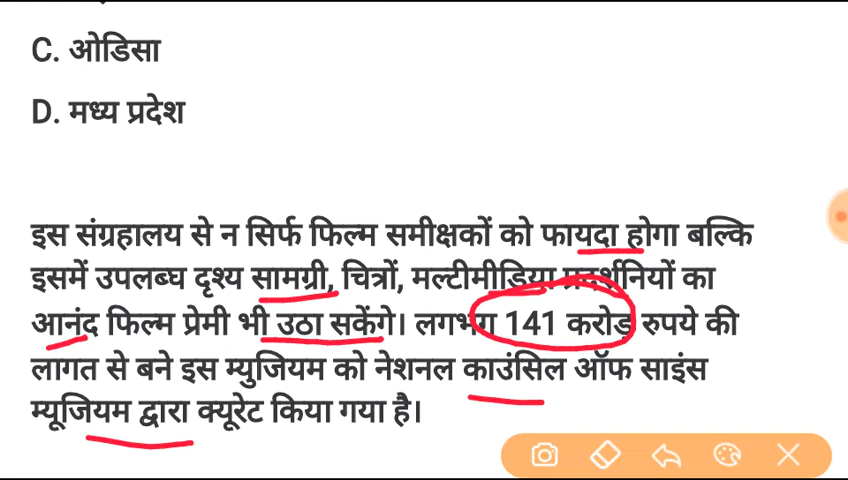 C. ओडिसा
D. मध्य प्रदेश
इस संग्रहालय से न सिर्फ फिल्म समीक्षकों को फायदा होगा बल्कि
इसमें उपलब्घ दृश्य सामग्री, चित्रों, मल्टीमीडिया प्रदर्शनियों का
आनंद फिल्म प्रेमी भी उठा सकेंगे। लगभग 141 करोड़ रुपये की
लागत से बने इस म्युजियम को नेशनल काउंसिल ऑफ साइंस
म्यूजियम द्वारा क्यूरेट किया गया है।